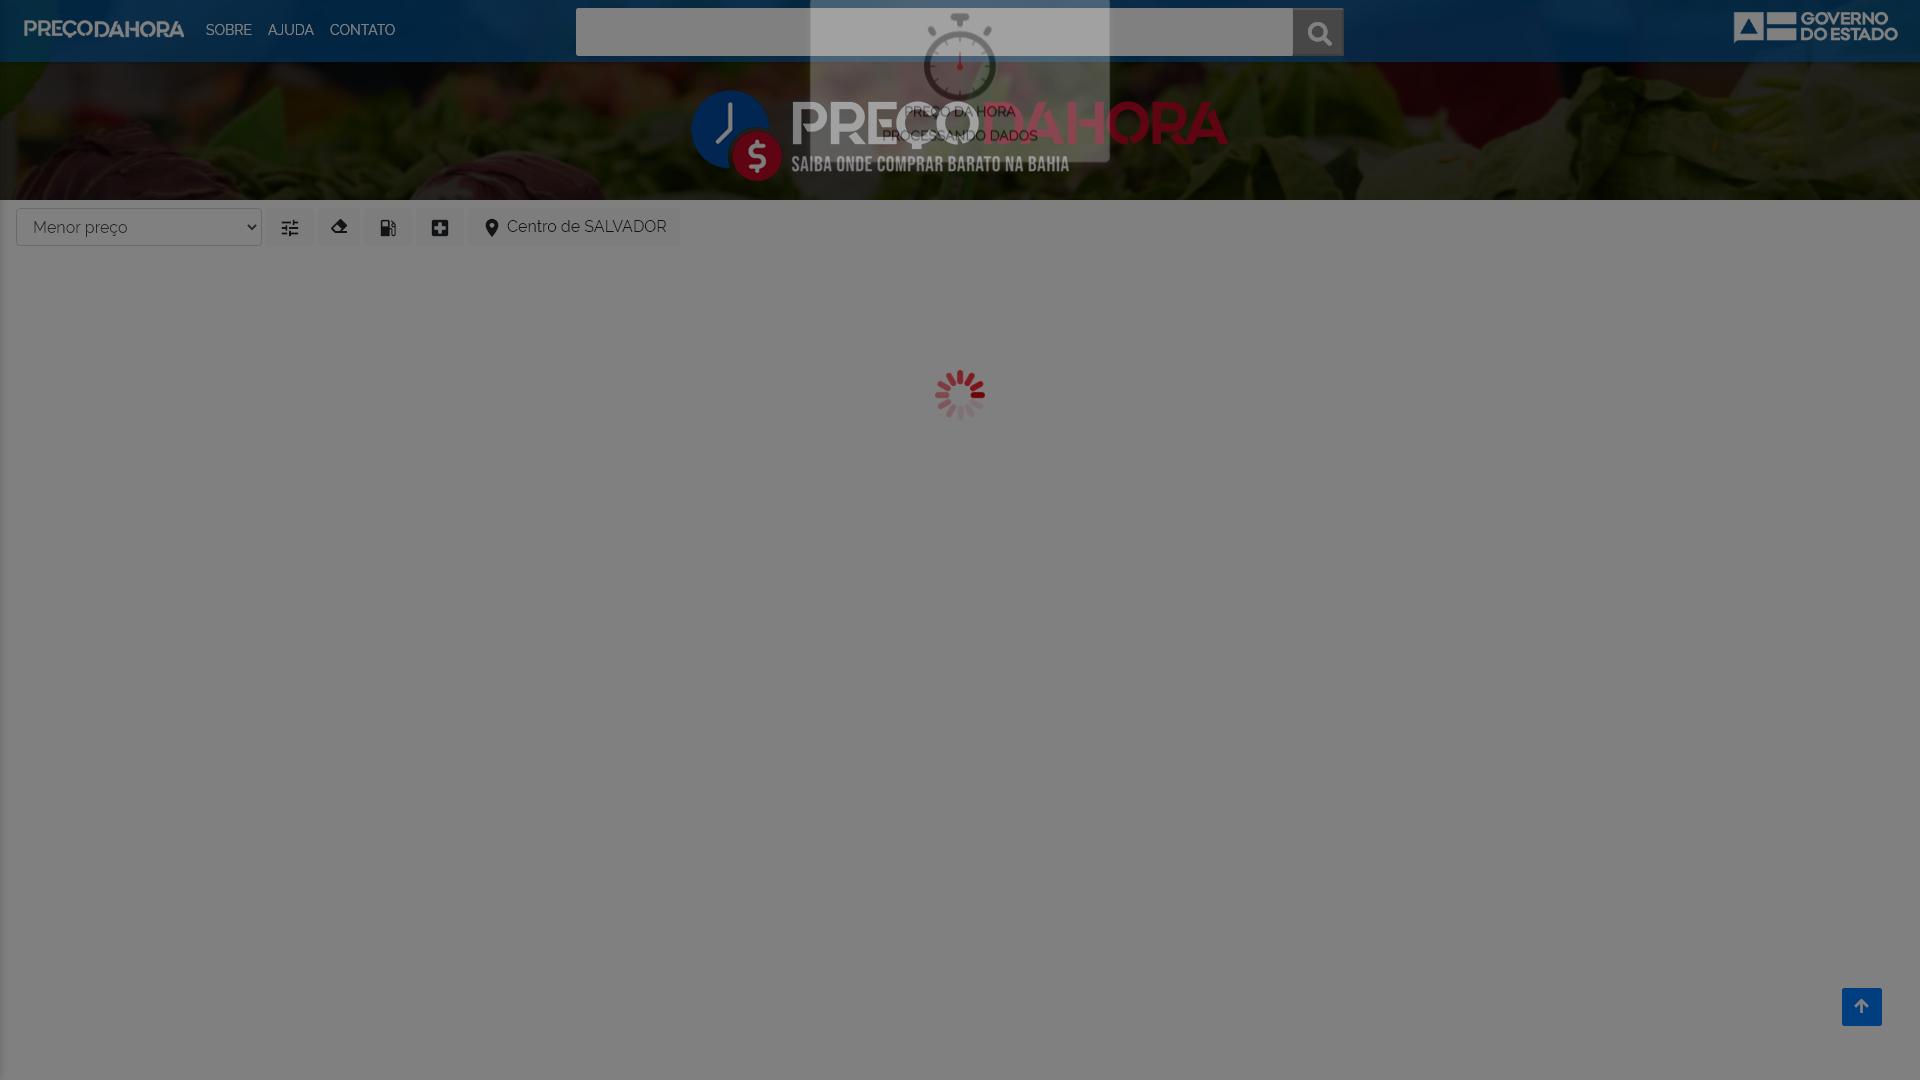 PREÇODAHORA
SOBRE
AJUDA
CONTATO
GOVERNO
DO ESTADO
PREÇO DA HORA
PROCESSANDO DADOS
PREÇODAHORA
$
SAIBA ONDE COMPRAR BARATO NA BAHIA
Menor preço
Centro de SALVADOR